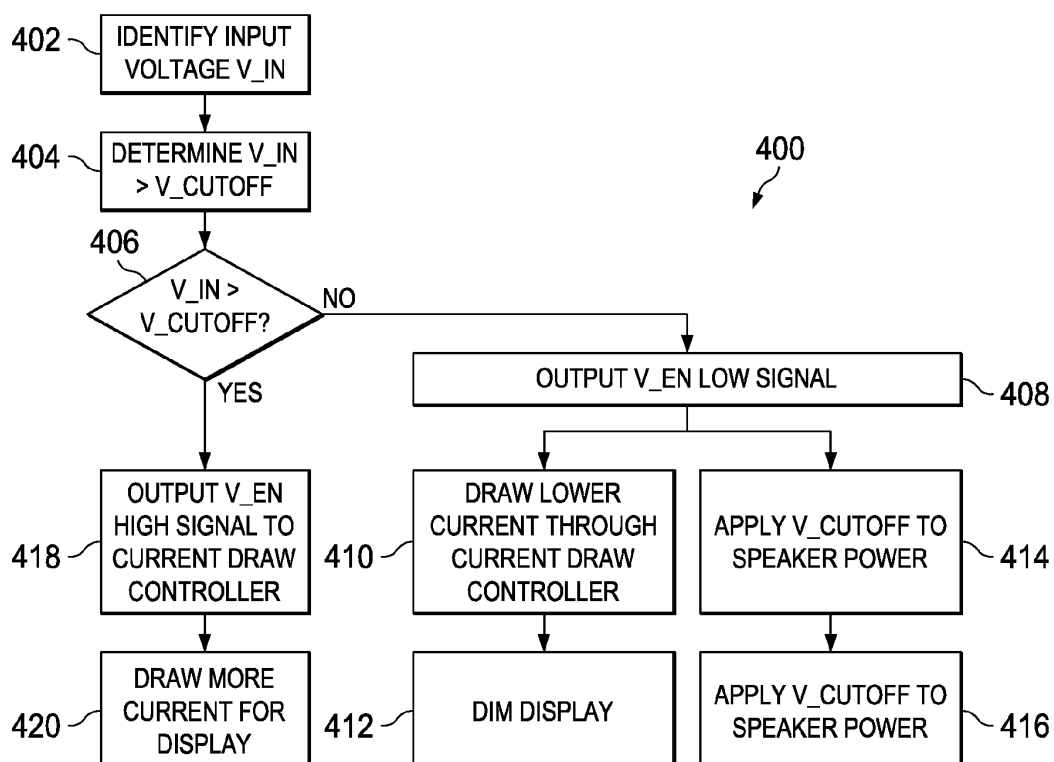 402
IDENTIFY INPUT
VOLTAGE V_IN
404
DETERMINE V_IN
> V_CUTOFF
400
406
V_IN >
V_CUTOFF?
NO
YES
OUTPUT V_EN LOW SIGNAL
408
418
OUTPUT V_EN
HIGH SIGNAL TO
CURRENT DRAW
CONTROLLER
410
DRAW LOWER
CURRENT THROUGH
CURRENT DRAW
CONTROLLER
APPLY V_CUTOFF TO
SPEAKER POWER
414
420
DRAW MORE
CURRENT FOR
DISPLAY
412
DIM DISPLAY
APPLY V_CUTOFF TO
SPEAKER POWER
416